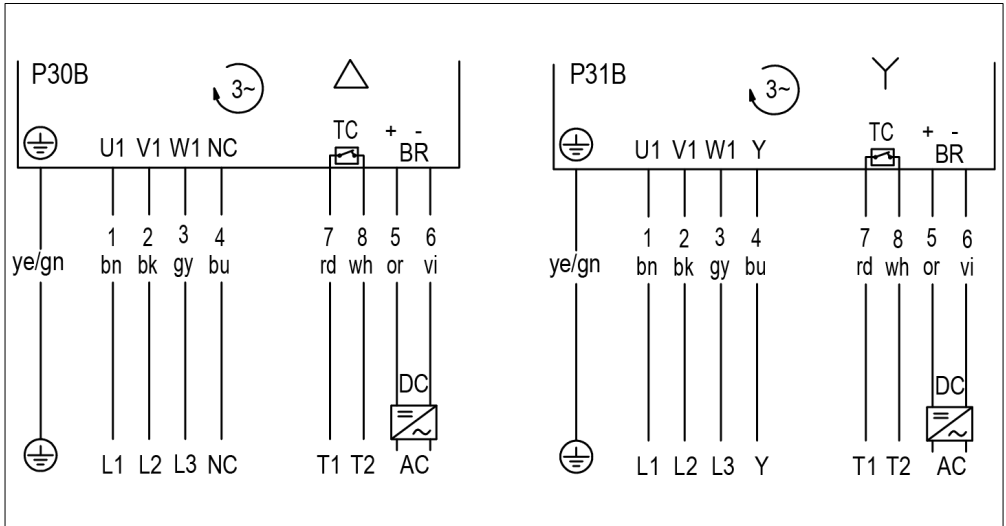 P30B
3~
TC
+ -
U1 V1 W1 NC
BR
1 2 3 4 7 8 5 6
ye/gn bn bk gy bu rd wh or vi
DC
L1 L2 L3 NC T1 T2 AC
P31B
3~
TC
+ -
U1 V1 W1 Y
BR
1 2 3 4 7 8 5 6
ye/gn bn bk gy bu rd wh or vi
DC
L1 L2 L3 Y T1 T2 AC